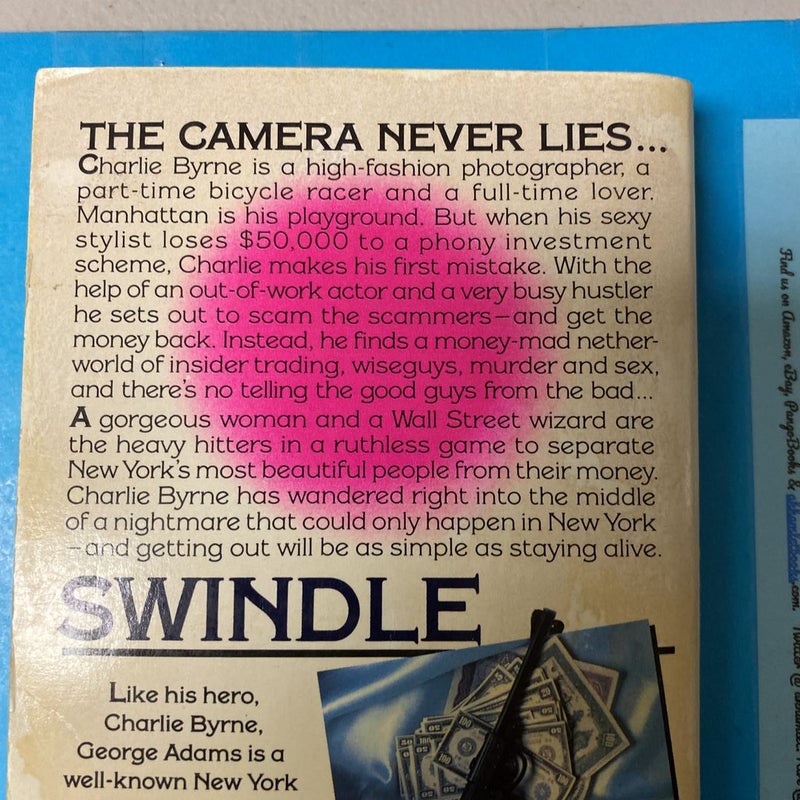 THE CAMERA NEVER LIES...
Charlie Byrne is a high-fashion photographer, a
part-time bicycle racer and a full-time lover.
Manhattan is his playground. But when his sexy
stylist loses $50,000 to a phony investment
scheme, Charlie makes his first mistake. With the
help of an out-of-work actor and a very busy hustler
he sets out to scam the scammers—and get the
money back. Instead, he finds a money-mad nether-
world of insider trading, wiseguys, murder and sex,
and there's no telling the good guys from the bad...
A gorgeous woman and a Wall Street wizard are
the heavy hitters in a ruthless game to separate
New York's most beautiful people from their money.
Charlie Byrne has wandered right into the middle
of a nightmare that could only happen in New York
—and getting out will be as simple as staying alive.
SWINDLE
Like his hero,
Charlie Byrne,
George Adams is a
well-known New York
100
50
100
Find us on Amazon, eBay, PangoBooks &
.com. Twitter @